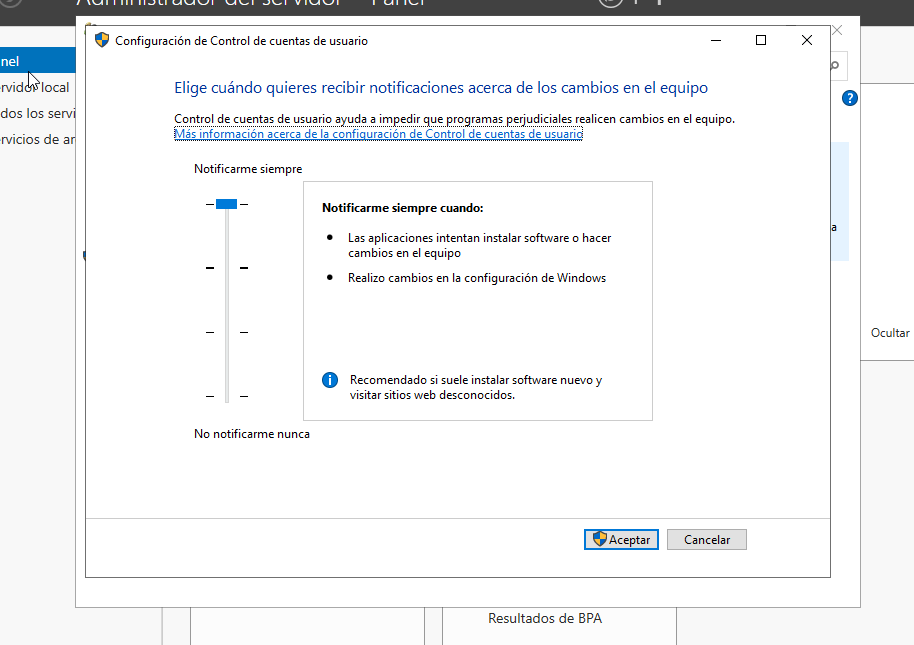 Administrador del servidor
Panel
Configuración de Control de cuentas de usuario
nel
ervidor local
dos los servi
ervicios de ar
Elige cuándo quieres recibir notificaciones acerca de los cambios en el equipo
Control de cuentas de usuario ayuda a impedir que programas perjudiciales realicen cambios en el equipo.
Más información acerca de la configuración de Control de cuentas de usuario
Notificarme siempre
Notificarme siempre cuando:
Las aplicaciones intentan instalar software o hacer
cambios en el equipo
Realizo cambios en la configuración de Windows
a
Ocultar
Recomendado si suele instalar software nuevo y
visitar sitios web desconocidos.
No notificarme nunca
Aceptar
Cancelar
Resultados de BPA